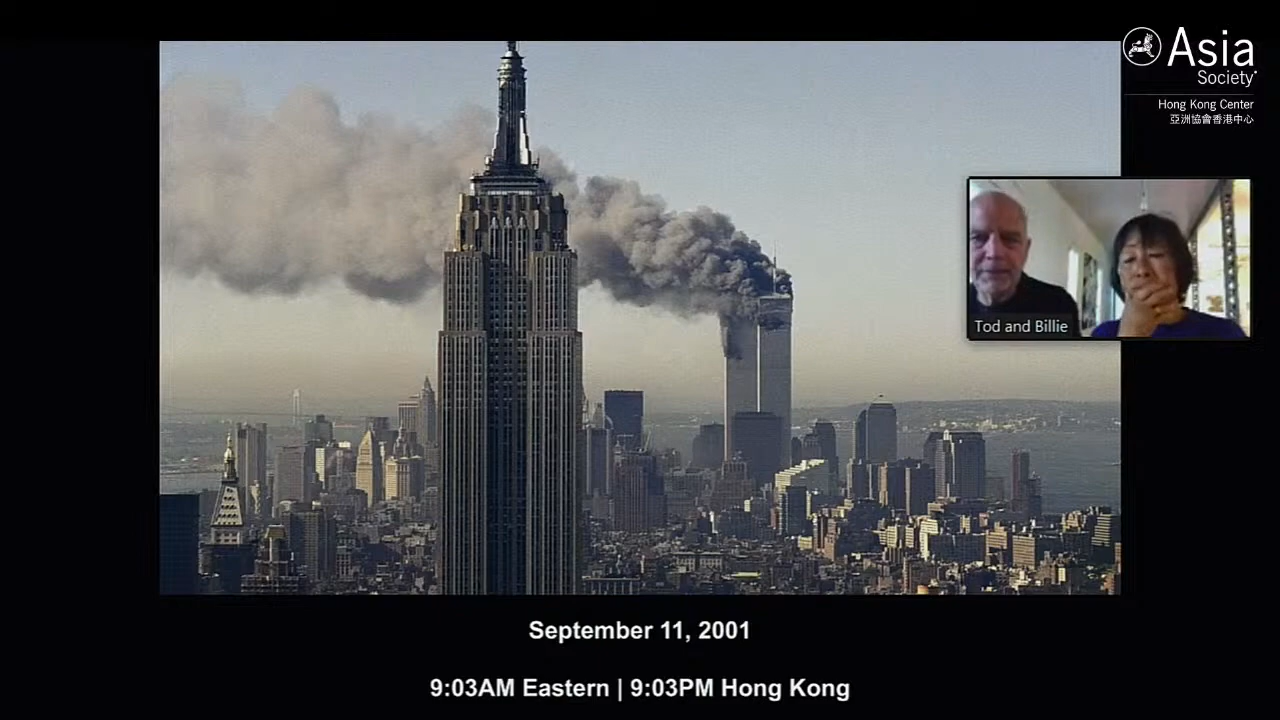 Asia
Society
Hong Kong Center
亞洲協會香港中心
Tod and Billie
September 11, 2001
9:03AM Eastern | 9:03PM Hong Kong